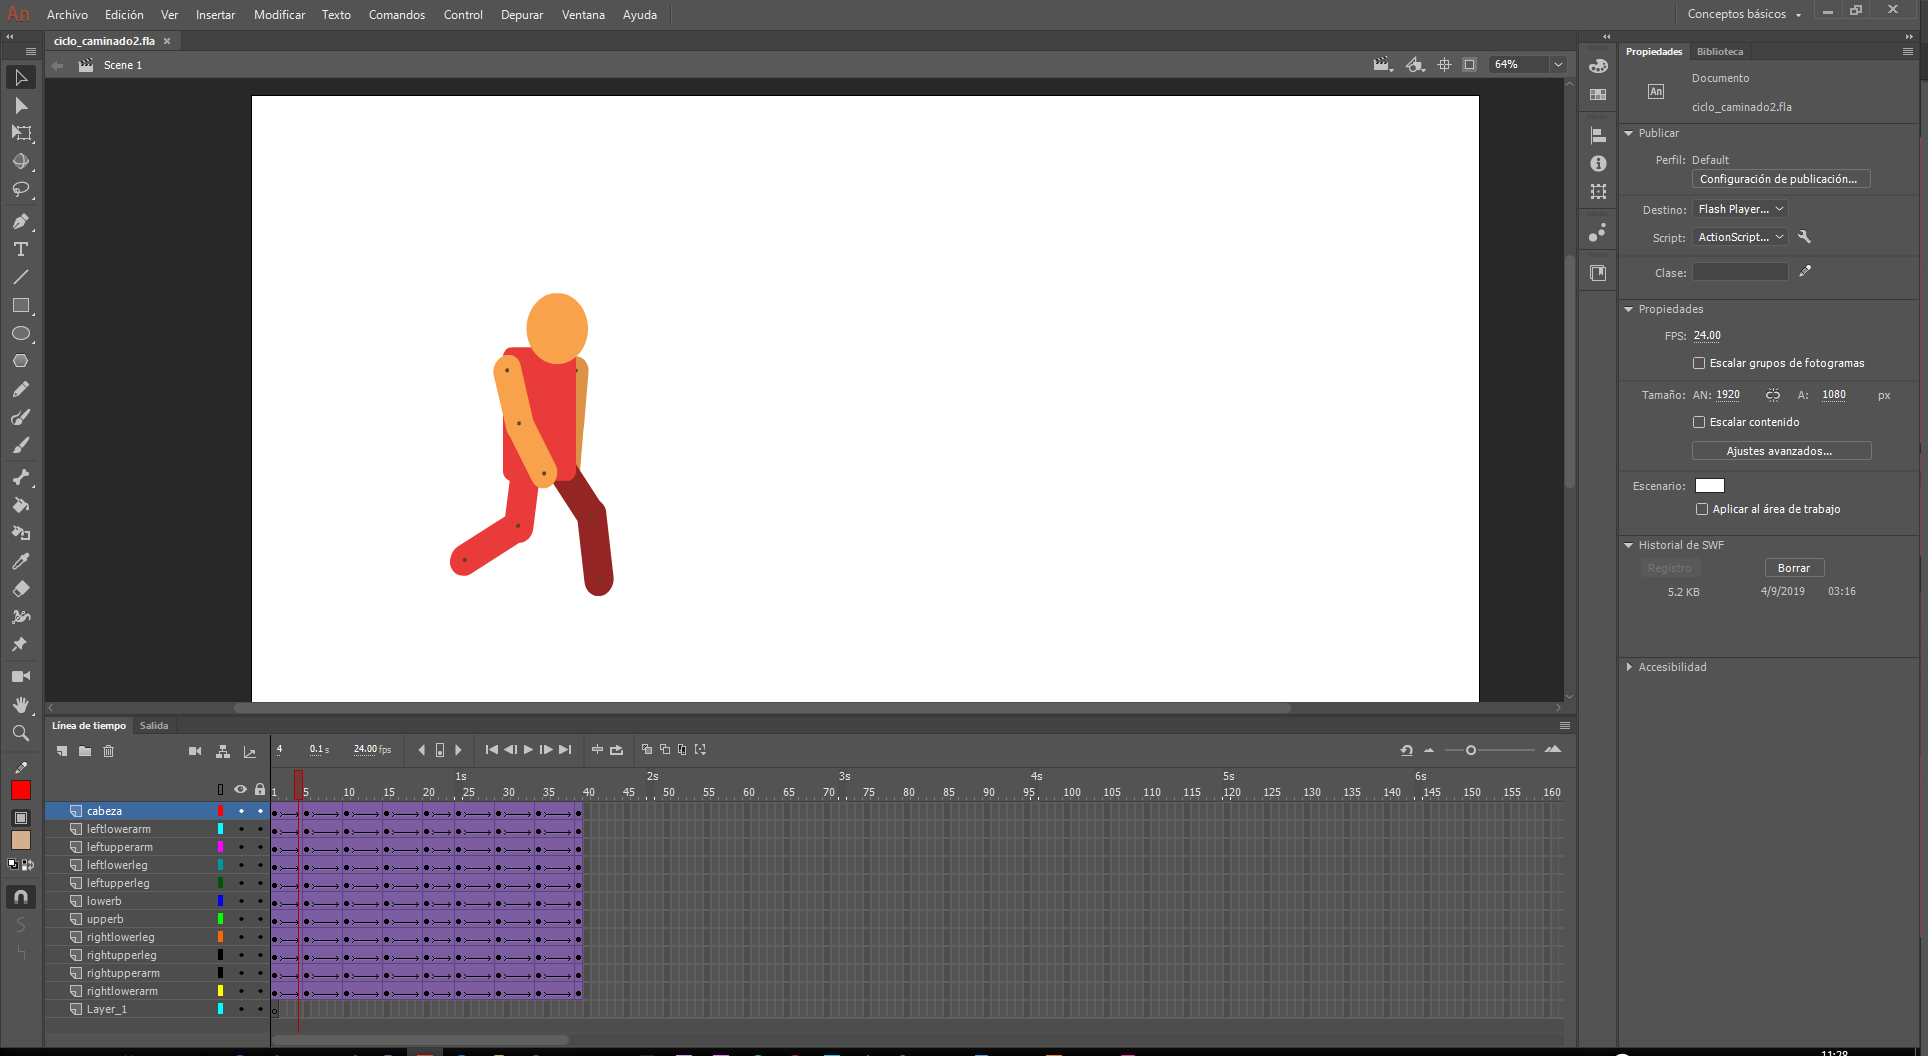 An Archivo Edición Ver Insertar Modificar Texto Comandos Control Depurar Ventana Ayuda Conceptos básicos
ciclo_caminado2.fla ×
Scene 1 64%
Propiedades Biblioteca
Documento
An
ciclo_caminado2.fla
Publicar
Perfil: Default
Configuración de publicación...
Destino: Flash Player...
Script: ActionScript...
Clase:
Propiedades
FPS: 24.00
Escalar grupos de fotogramas
Tamaño: AN: 1920 A: 1080 px
Escalar contenido
Ajustes avanzados...
Escenario:
Aplicar al área de trabajo
Historial de SWF
Registro Borrar
5.2 KB 4/9/2019 03:16
Accesibilidad
Línea de tiempo Salida
4 0.1 s 24.00 fps
1s 2s 3s 4s 5s 6s
1 5 10 15 20 25 30 35 40 45 50 55 60 65 70 75 80 85 90 95 100 105 110 115 120 125 130 135 140 145 150 155 160
cabeza
leftlowerarm
leftupperarm
leftlowerleg
leftupperleg
lowerb
upperb
rightlowerleg
rightupperleg
rightupperarm
rightlowerarm
Layer_1